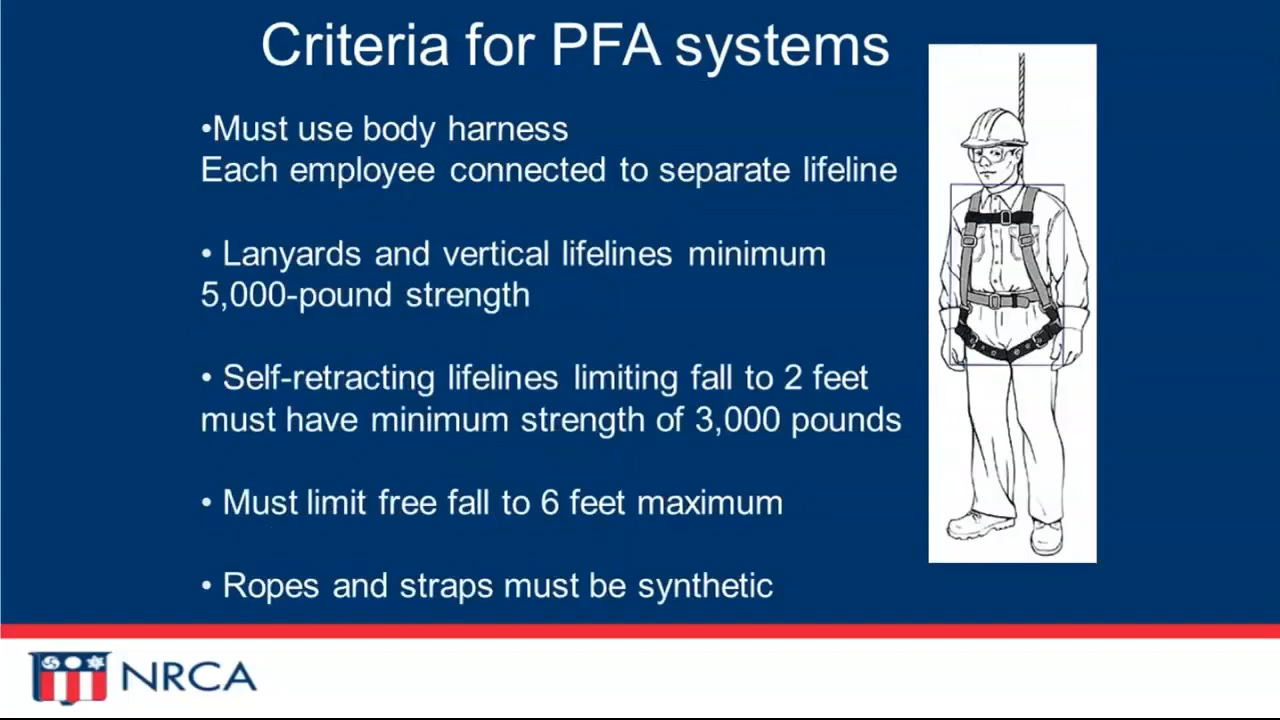 Criteria for PFA systems
•Must use body harness
Each employee connected to separate lifeline
• Lanyards and vertical lifelines minimum
5,000-pound strength
• Self-retracting lifelines limiting fall to 2 feet
must have minimum strength of 3,000 pounds
• Must limit free fall to 6 feet maximum
• Ropes and straps must be synthetic
NRCA